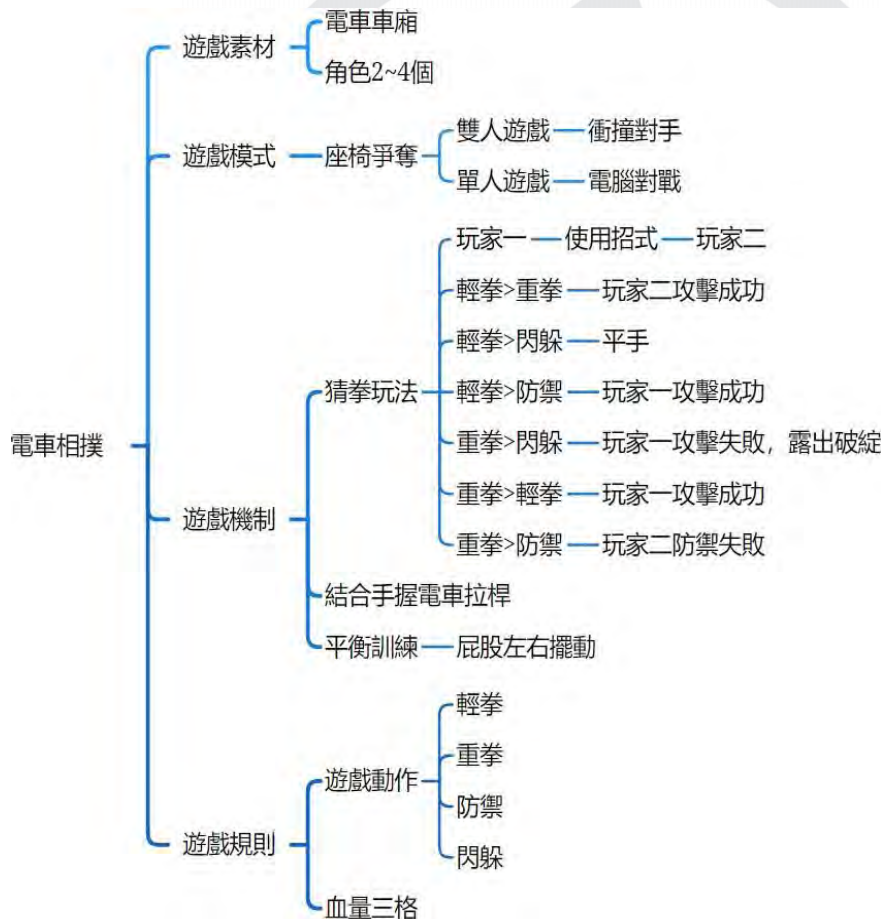 電車相撲
遊戲素材
電車車廂
角色2~4個
遊戲模式
座椅爭奪
雙人遊戲
衝撞對手
單人遊戲
電腦對戰
遊戲機制
猜拳玩法
玩家一
使用招式
玩家二
輕拳>重拳
玩家二攻擊成功
輕拳>閃躲
平手
輕拳>防禦
玩家一攻擊成功
重拳>閃躲
玩家一攻擊失敗，露出破綻
重拳>輕拳
玩家一攻擊成功
重拳>防禦
玩家二防禦失敗
結合手握電車拉桿
平衡訓練
屁股左右擺動
遊戲規則
遊戲動作
輕拳
重拳
防禦
閃躲
血量三格